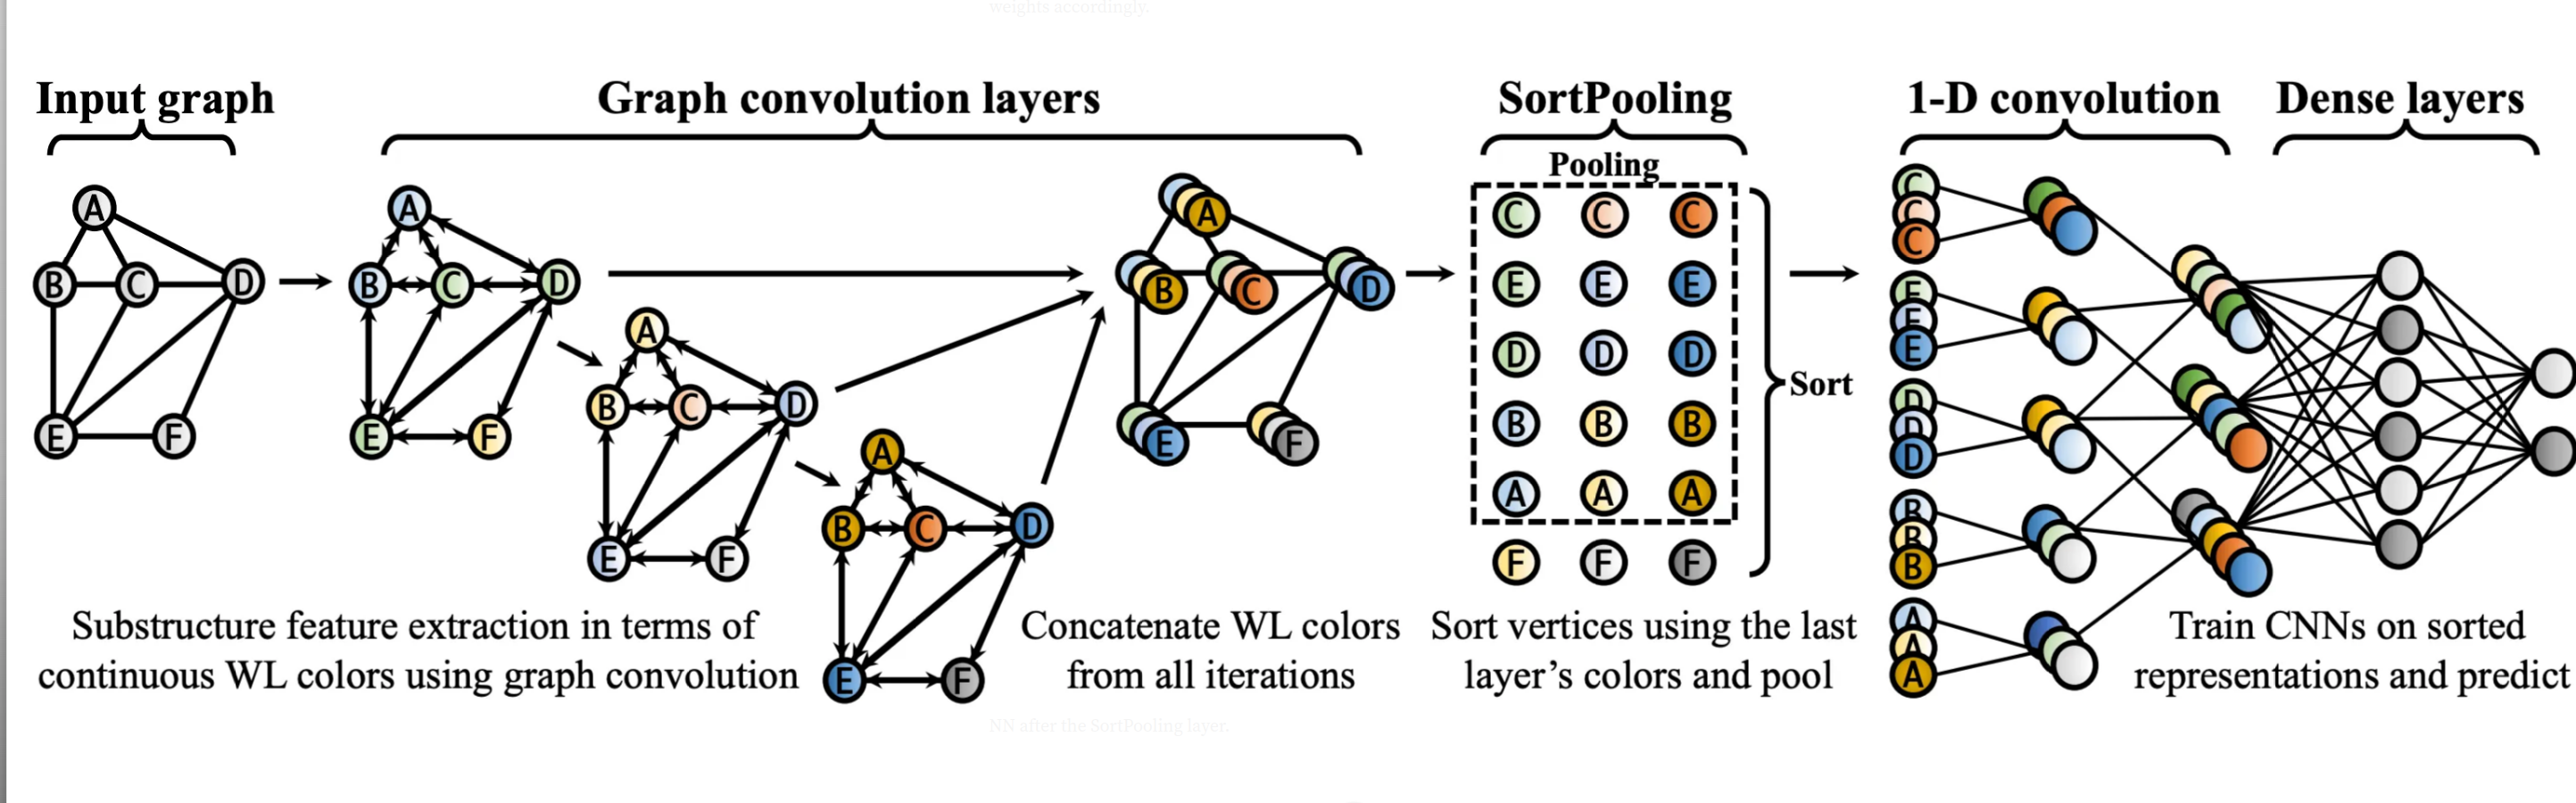 weights accordingly.
Input graph
Graph convolution layers
SortPooling
1-D convolution
Dense layers
Pooling
A
B C D
E F
A
B C D
E F
A
B C D
E F
A
B C D
E F
A
B C D
E F
C C C
E E E
D D D
B B B
A A A
F F F
Sort
C
C
C
E
E
E
D
D
D
B
B
B
A
A
A
Substructure feature extraction in terms of
continuous WL colors using graph convolution
Concatenate WL colors
from all iterations
Sort vertices using the last
layer's colors and pool
Train CNNs on sorted
representations and predict
NN after the SortPooling layer.